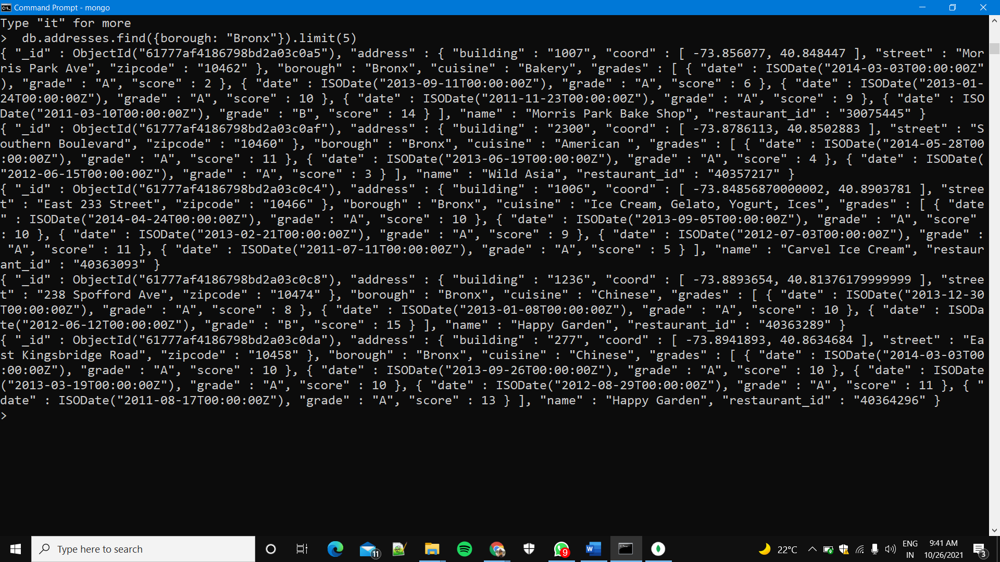 Command Prompt - mongo
Type "it" for more
>  db.addresses.find({borough: "Bronx"}).limit(5)
{ "_id" : ObjectId("61777af4186798bd2a03c0a5"), "address" : { "building" : "1007", "coord" : [ -73.856077, 40.848447 ], "street" : "Mor
ris Park Ave", "zipcode" : "10462" }, "borough" : "Bronx", "cuisine" : "Bakery", "grades" : [ { "date" : ISODate("2014-03-03T00:00:00Z"
), "grade" : "A", "score" : 2 }, { "date" : ISODate("2013-09-11T00:00:00Z"), "grade" : "A", "score" : 6 }, { "date" : ISODate("2013-01-
24T00:00:00Z"), "grade" : "A", "score" : 10 }, { "date" : ISODate("2011-11-23T00:00:00Z"), "grade" : "A", "score" : 9 }, { "date" : ISO
Date("2011-03-10T00:00:00Z"), "grade" : "B", "score" : 14 } ], "name" : "Morris Park Bake Shop", "restaurant_id" : "30075445" }
{ "_id" : ObjectId("61777af4186798bd2a03c0af"), "address" : { "building" : "2300", "coord" : [ -73.8786113, 40.8502883 ], "street" : "S
outhern Boulevard", "zipcode" : "10460" }, "borough" : "Bronx", "cuisine" : "American ", "grades" : [ { "date" : ISODate("2014-05-28T00
:00:00Z"), "grade" : "A", "score" : 11 }, { "date" : ISODate("2013-06-19T00:00:00Z"), "grade" : "A", "score" : 4 }, { "date" : ISODate(
"2012-06-15T00:00:00Z"), "grade" : "A", "score" : 3 } ], "name" : "Wild Asia", "restaurant_id" : "40357217" }
{ "_id" : ObjectId("61777af4186798bd2a03c0c4"), "address" : { "building" : "1006", "coord" : [ -73.84856870000002, 40.8903781 ], "stree
t" : "East 233 Street", "zipcode" : "10466" }, "borough" : "Bronx", "cuisine" : "Ice Cream, Gelato, Yogurt, Ices", "grades" : [ { "date
" : ISODate("2014-04-24T00:00:00Z"), "grade" : "A", "score" : 10 }, { "date" : ISODate("2013-09-05T00:00:00Z"), "grade" : "A", "score" 
: 10 }, { "date" : ISODate("2013-02-21T00:00:00Z"), "grade" : "A", "score" : 9 }, { "date" : ISODate("2012-07-03T00:00:00Z"), "grade" :
 "A", "score" : 11 }, { "date" : ISODate("2011-07-11T00:00:00Z"), "grade" : "A", "score" : 5 } ], "name" : "Carvel Ice Cream", "restaur
ant_id" : "40363093" }
{ "_id" : ObjectId("61777af4186798bd2a03c0c8"), "address" : { "building" : "1236", "coord" : [ -73.8893654, 40.81376179999999 ], "stree
t" : "238 Spofford Ave", "zipcode" : "10474" }, "borough" : "Bronx", "cuisine" : "Chinese", "grades" : [ { "date" : ISODate("2013-12-30
T00:00:00Z"), "grade" : "A", "score" : 8 }, { "date" : ISODate("2013-01-08T00:00:00Z"), "grade" : "A", "score" : 10 }, { "date" : ISODa
te("2012-06-12T00:00:00Z"), "grade" : "B", "score" : 15 } ], "name" : "Happy Garden", "restaurant_id" : "40363289" }
{ "_id" : ObjectId("61777af4186798bd2a03c0da"), "address" : { "building" : "277", "coord" : [ -73.8941893, 40.8634684 ], "street" : "Ea
st Kingsbridge Road", "zipcode" : "10458" }, "borough" : "Bronx", "cuisine" : "Chinese", "grades" : [ { "date" : ISODate("2014-03-03T00
:00:00Z"), "grade" : "A", "score" : 10 }, { "date" : ISODate("2013-09-26T00:00:00Z"), "grade" : "A", "score" : 10 }, { "date" : ISODate
("2013-03-19T00:00:00Z"), "grade" : "A", "score" : 10 }, { "date" : ISODate("2012-08-29T00:00:00Z"), "grade" : "A", "score" : 11 }, { "
date" : ISODate("2011-08-17T00:00:00Z"), "grade" : "A", "score" : 13 } ], "name" : "Happy Garden", "restaurant_id" : "40364296" }
>
Type here to search
11
9
22°C
ENG
IN
9:41 AM
10/26/2021
3